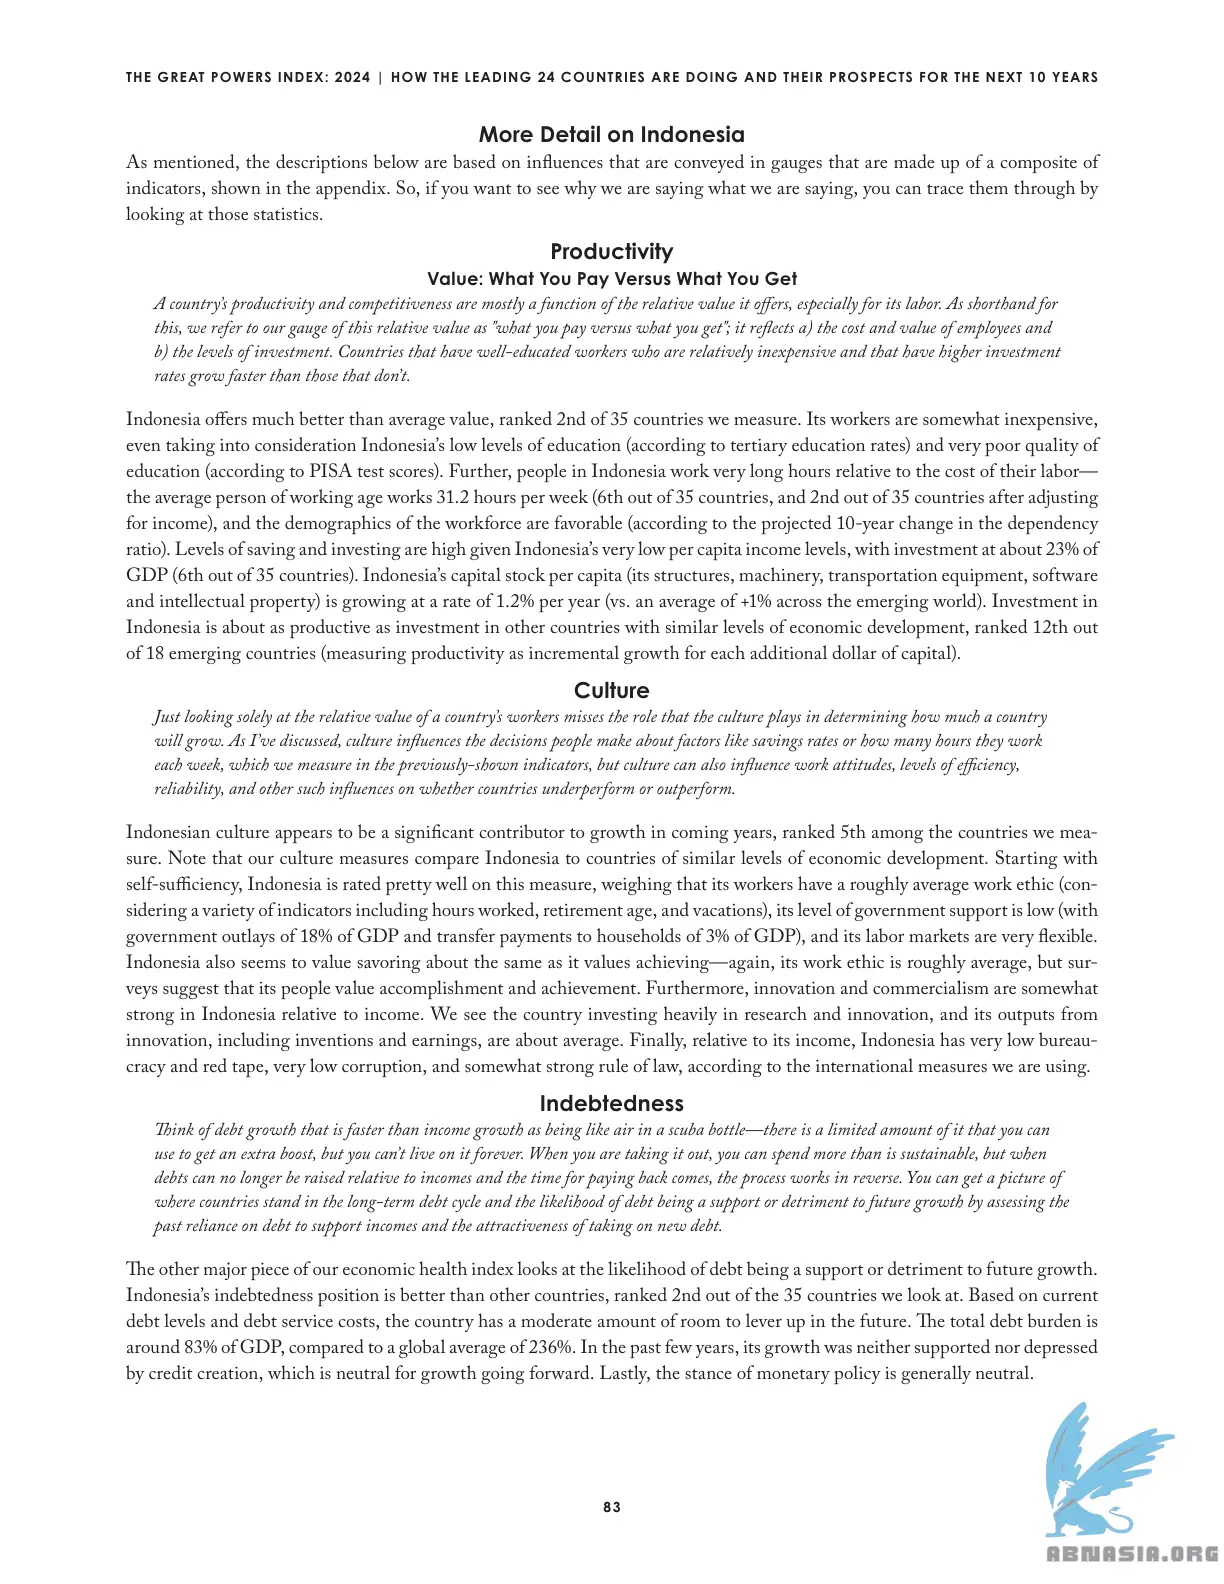 THE GREAT POWERS INDEX: 2024 | HOW THE LEADING 24 COUNTRIES ARE DOING AND THEIR PROSPECTS FOR THE NEXT 10 YEARS
More Detail on Indonesia
As mentioned, the descriptions below are based on influences that are conveyed in gauges that are made up of a composite of
indicators, shown in the appendix. So, if you want to see why we are saying what we are saying, you can trace them through by
looking at those statistics.
Productivity
Value: What You Pay Versus What You Get
A country's productivity and competitiveness are mostly a function of the relative value it offers, especially for its labor. As shorthand for
this, we refer to our gauge of this relative value as "what you pay versus what you get"; it reflects a) the cost and value of employees and
b) the levels of investment. Countries that have well-educated workers who are relatively inexpensive and that have higher investment
rates grow faster than those that don't.
Indonesia offers much better than average value, ranked 2nd of 35 countries we measure. Its workers are somewhat inexpensive,
even taking into consideration Indonesia's low levels of education (according to tertiary education rates) and very poor quality of
education (according to PISA test scores). Further, people in Indonesia work very long hours relative to the cost of their labor—
the average person of working age works 31.2 hours per week (6th out of 35 countries, and 2nd out of 35 countries after adjusting
for income), and the demographics of the workforce are favorable (according to the projected 10-year change in the dependency
ratio). Levels of saving and investing are high given Indonesia's very low per capita income levels, with investment at about 23% of
GDP (6th out of 35 countries). Indonesia's capital stock per capita (its structures, machinery, transportation equipment, software
and intellectual property) is growing at a rate of 1.2% per year (vs. an average of +1% across the emerging world). Investment in
Indonesia is about as productive as investment in other countries with similar levels of economic development, ranked 12th out
of 18 emerging countries (measuring productivity as incremental growth for each additional dollar of capital).
Culture
Just looking solely at the relative value of a country's workers misses the role that the culture plays in determining how much a country
will grow. As I've discussed, culture influences the decisions people make about factors like savings rates or how many hours they work
each week, which we measure in the previously-shown indicators, but culture can also influence work attitudes, levels of efficiency,
reliability, and other such influences on whether countries underperform or outperform.
Indonesian culture appears to be a significant contributor to growth in coming years, ranked 5th among the countries we mea-
sure. Note that our culture measures compare Indonesia to countries of similar levels of economic development. Starting with
self-sufficiency, Indonesia is rated pretty well on this measure, weighing that its workers have a roughly average work ethic (con-
sidering a variety of indicators including hours worked, retirement age, and vacations), its level of government support is low (with
government outlays of 18% of GDP and transfer payments to households of 3% of GDP), and its labor markets are very flexible.
Indonesia also seems to value savoring about the same as it values achieving—again, its work ethic is roughly average, but sur-
veys suggest that its people value accomplishment and achievement. Furthermore, innovation and commercialism are somewhat
strong in Indonesia relative to income. We see the country investing heavily in research and innovation, and its outputs from
innovation, including inventions and earnings, are about average. Finally, relative to its income, Indonesia has very low bureau-
cracy and red tape, very low corruption, and somewhat strong rule of law, according to the international measures we are using.
Indebtedness
Think of debt growth that is faster than income growth as being like air in a scuba bottle—there is a limited amount of it that you can
use to get an extra boost, but you can't live on it forever. When you are taking it out, you can spend more than is sustainable, but when
debts can no longer be raised relative to incomes and the time for paying back comes, the process works in reverse. You can get a picture of
where countries stand in the long-term debt cycle and the likelihood of debt being a support or detriment to future growth by assessing the
past reliance on debt to support incomes and the attractiveness of taking on new debt.
The other major piece of our economic health index looks at the likelihood of debt being a support or detriment to future growth.
Indonesia's indebtedness position is better than other countries, ranked 2nd out of the 35 countries we look at. Based on current
debt levels and debt service costs, the country has a moderate amount of room to lever up in the future. The total debt burden is
around 83% of GDP, compared to a global average of 236%. In the past few years, its growth was neither supported nor depressed
by credit creation, which is neutral for growth going forward. Lastly, the stance of monetary policy is generally neutral.
83
ABNASIA.ORG